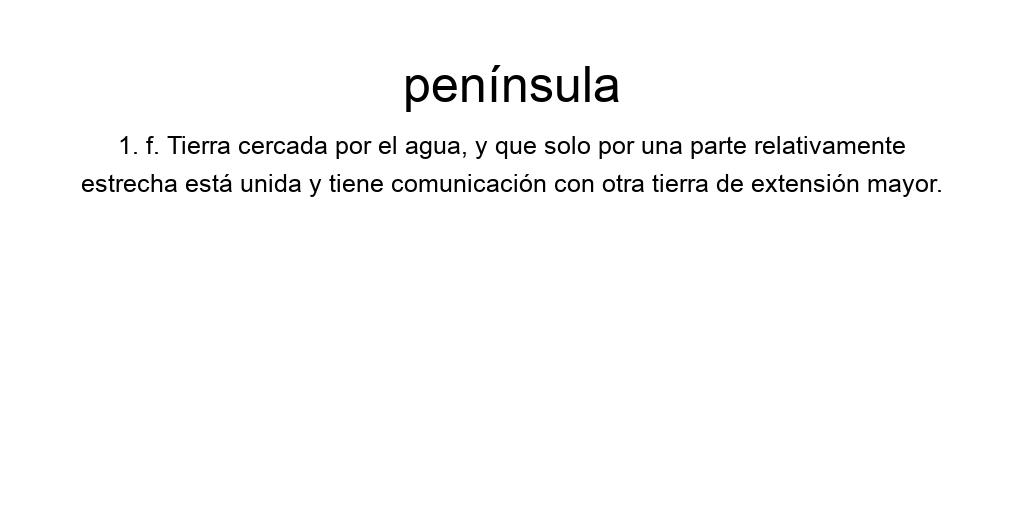 península
1. f. Tierra cercada por el agua, y que solo por una parte relativamente
estrecha está unida y tiene comunicación con otra tierra de extensión mayor.